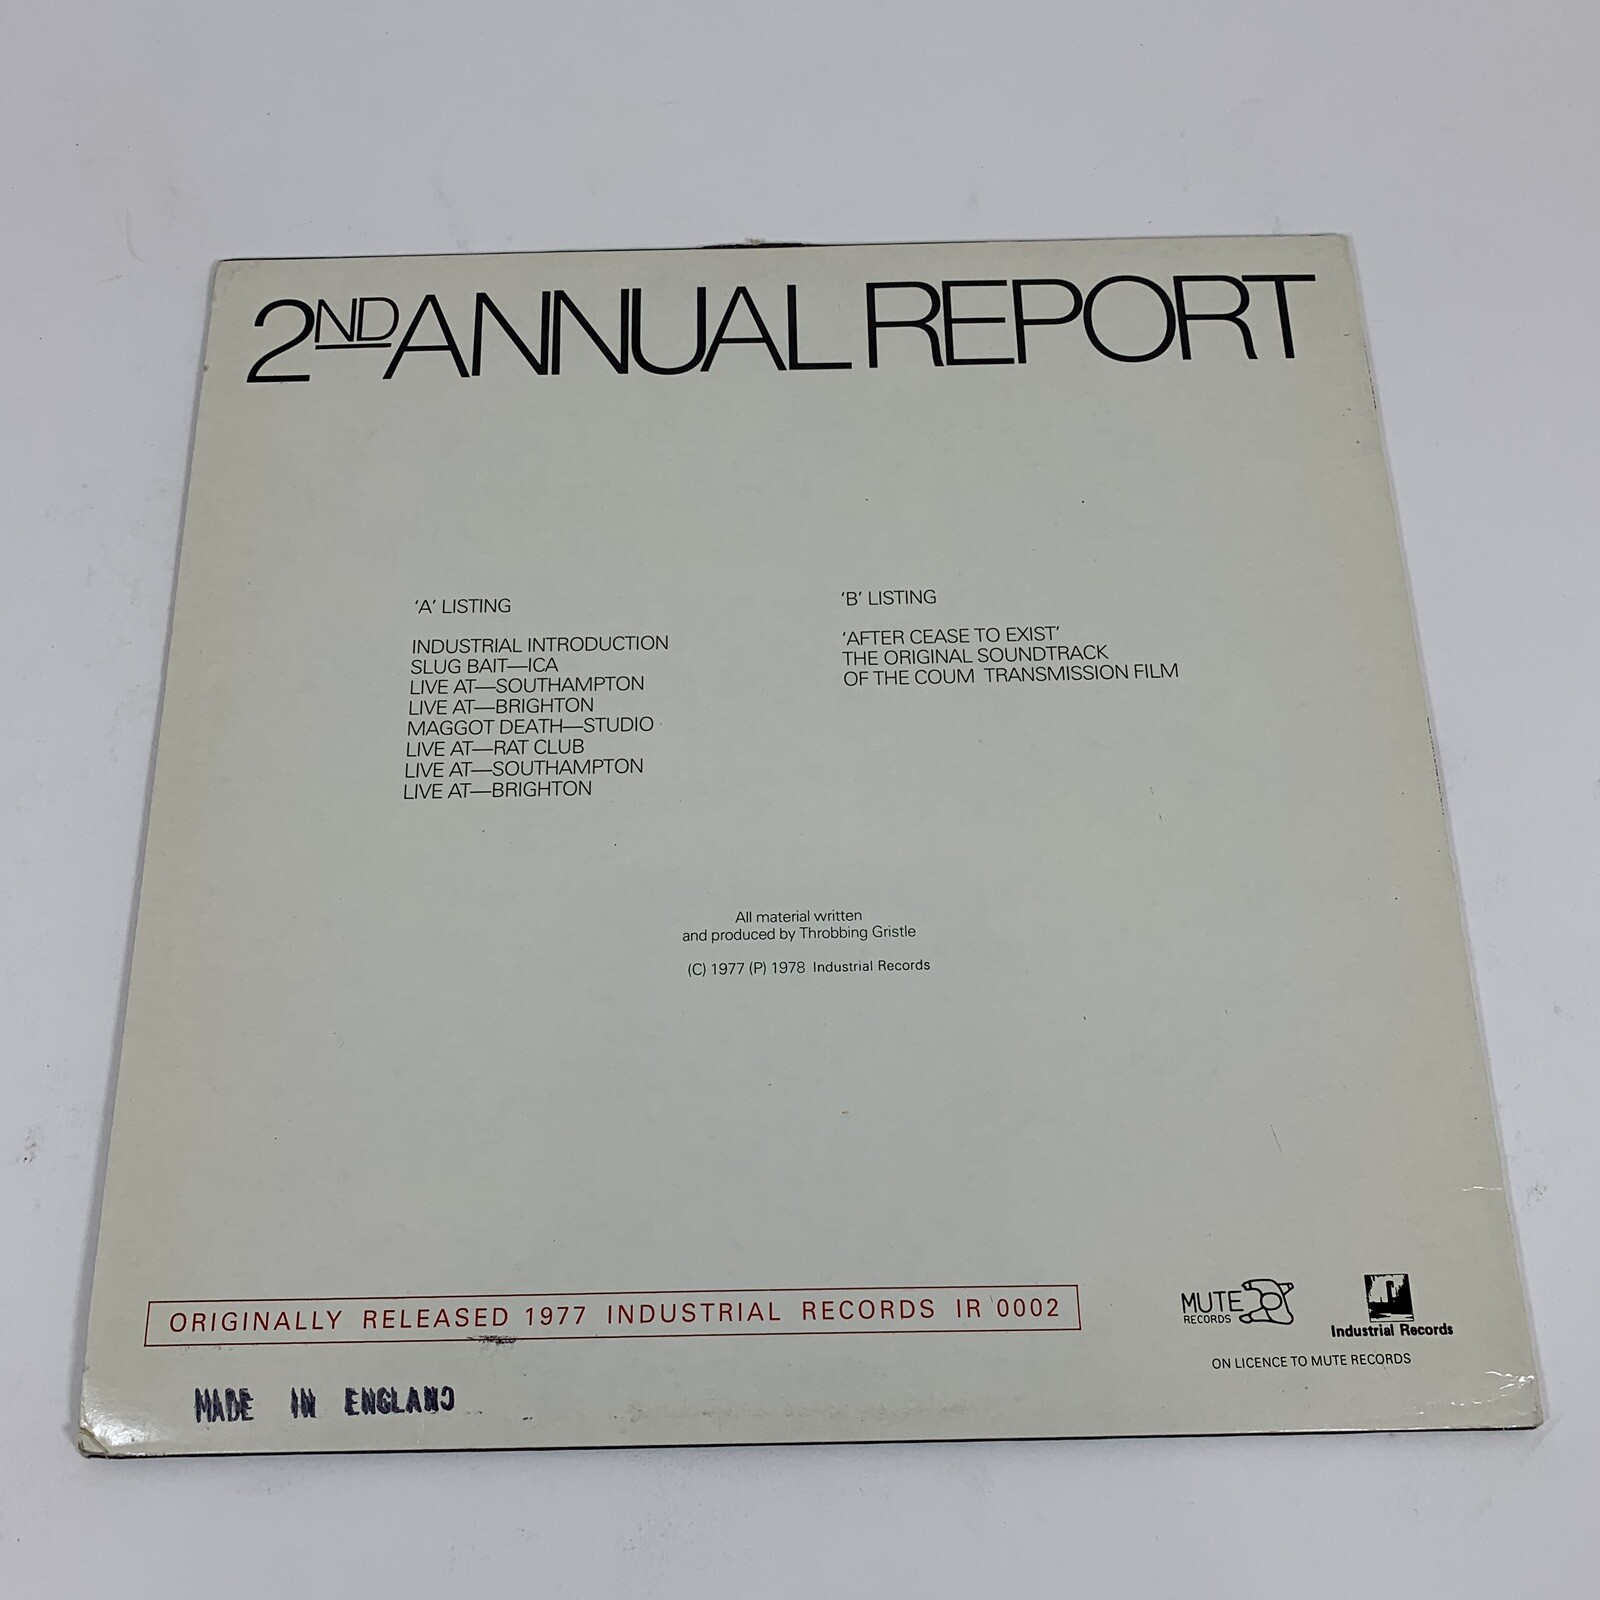 2ND ANNUAL REPORT
'A' LISTING
INDUSTRIAL INTRODUCTION
SLUG BAIT—ICA
LIVE AT—SOUTHAMPTON
LIVE AT—BRIGHTON
MAGGOT DEATH—STUDIO
LIVE AT—RAT CLUB
LIVE AT—SOUTHAMPTON
LIVE AT—BRIGHTON
'B' LISTING
'AFTER CEASE TO EXIST'
THE ORIGINAL SOUNDTRACK
OF THE COUM TRANSMISSION FILM
All material written
and produced by Throbbing Gristle
(C) 1977 (P) 1978 Industrial Records
ORIGINALLY RELEASED 1977 INDUSTRIAL RECORDS IR 0002
MUTE
RECORDS
Industrial Records
ON LICENCE TO MUTE RECORDS
MADE IN ENGLAND